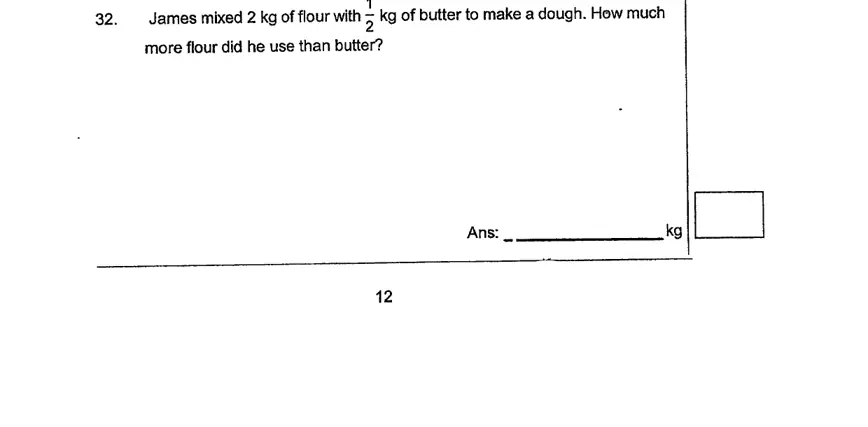 32. James mixed 2 kg of flour with 1/2 kg of butter to make a dough. How much
more flour did he use than butter?
Ans: _ ____________ kg
12